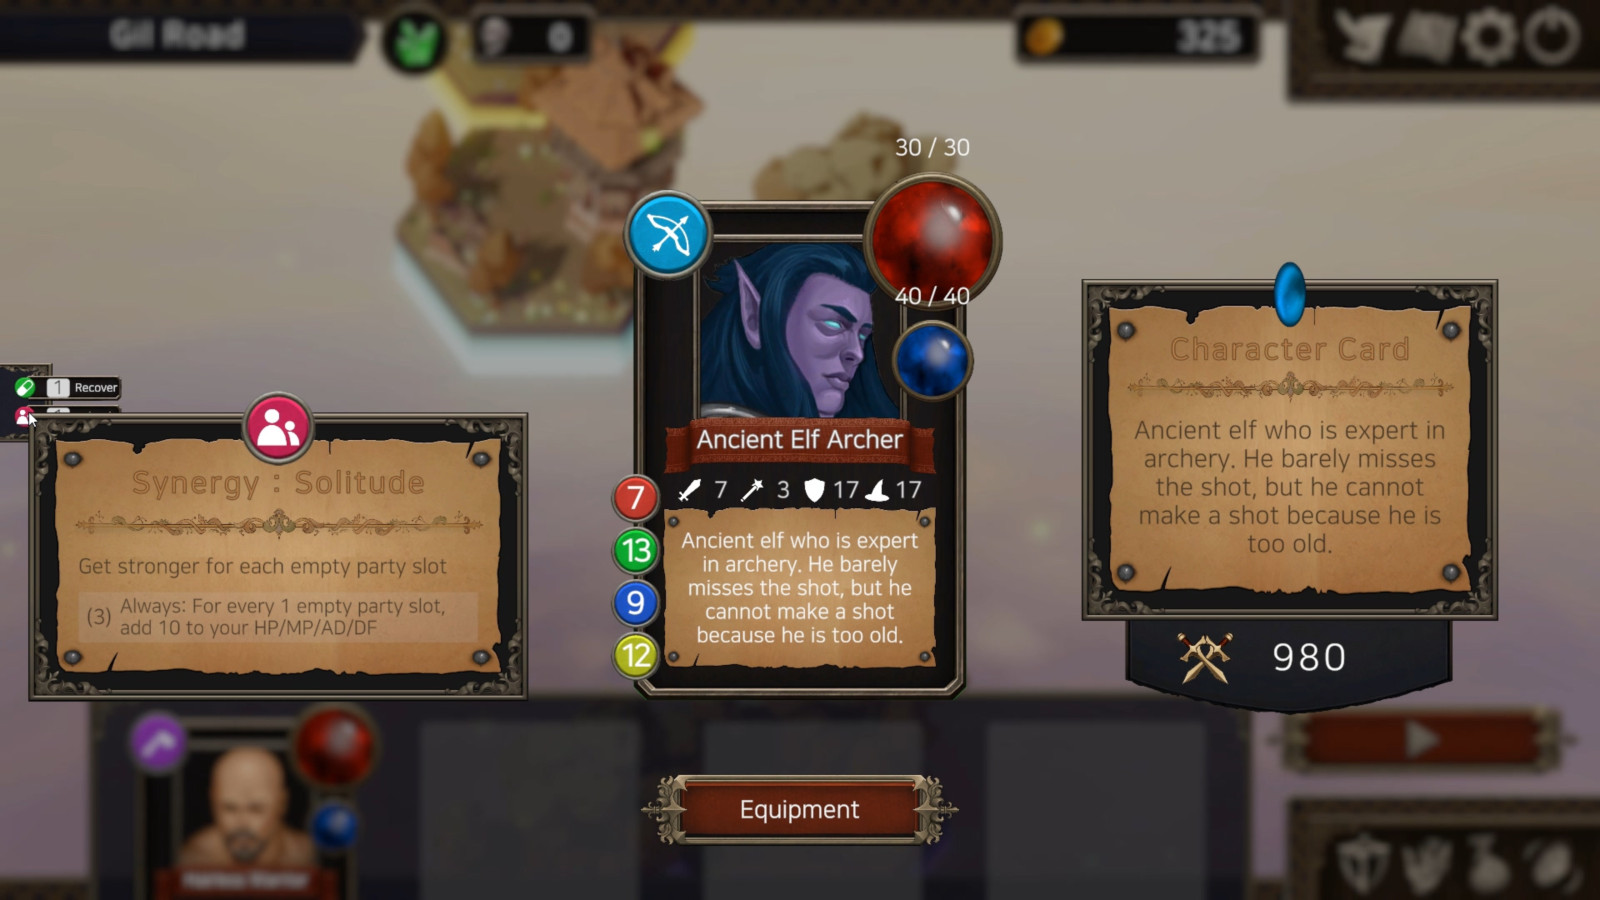 Gil Road
0
325
30 / 30
40 / 40
1 Recover
Synergy : Solitude
Get stronger for each empty party slot
(3) Always: For every 1 empty party slot,
add 10 to your HP/MP/AD/DF
Ancient Elf Archer
7 3 17 17
7
13
9
12
Ancient elf who is expert
in archery. He barely
misses the shot, but he
cannot make a shot
because he is too old.
Character Card
Ancient elf who is expert in
archery. He barely misses
the shot, but he cannot
make a shot because he is
too old.
980
Equipment